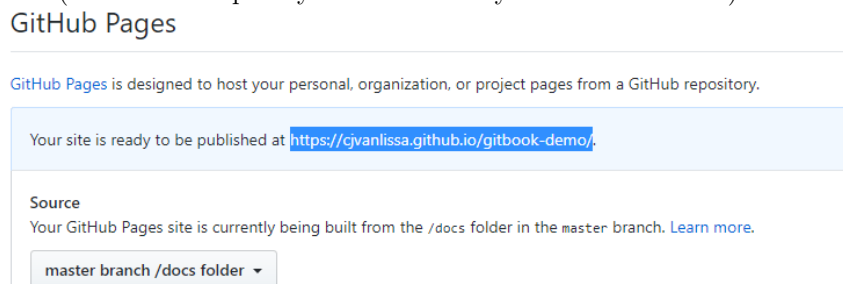 GitHub Pages
GitHub Pages is designed to host your personal, organization, or project pages from a GitHub repository.
Your site is ready to be published at https://cjvanlissa.github.io/gitbook-demo/.
Source
Your GitHub Pages site is currently being built from the /docs folder in the master branch. Learn more.
master branch /docs folder